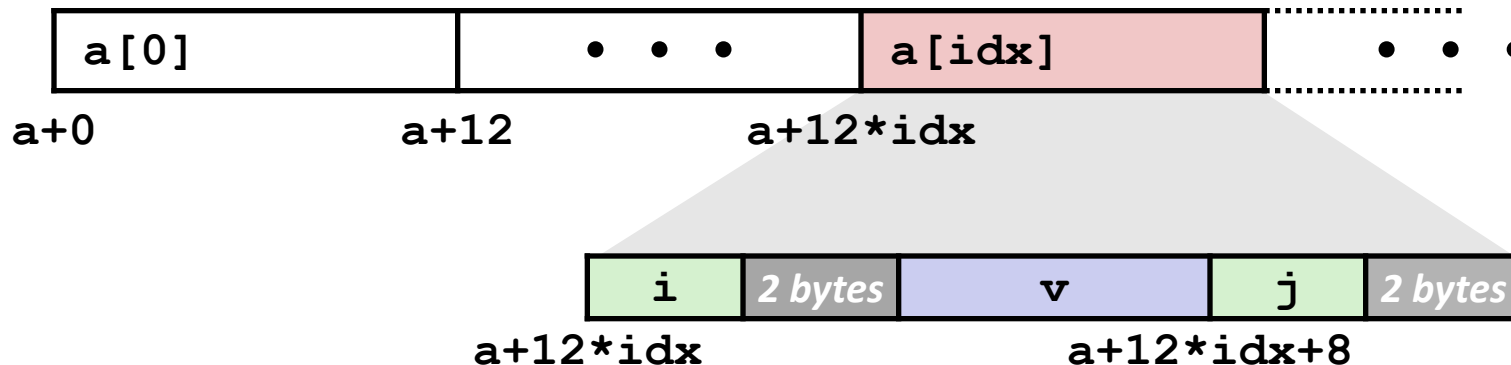 a[0] • • • a[idx] • • •
a+0 a+12 a+12*idx
i 2 bytes v j 2 bytes
a+12*idx a+12*idx+8